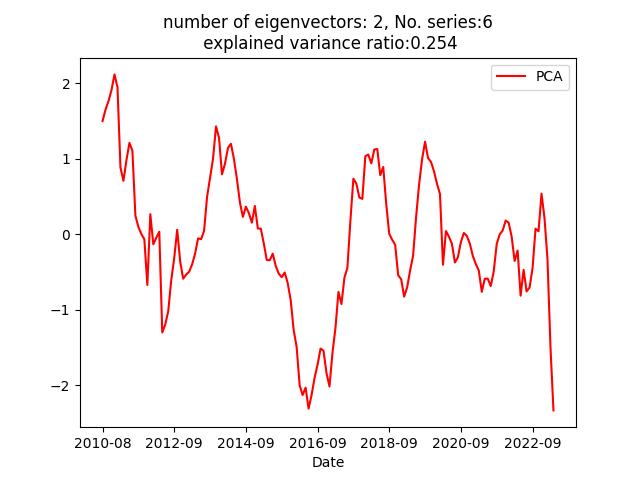 number of eigenvectors: 2, No. series:6
explained variance ratio:0.254
PCA
2
1
0
−1
−2
2010-08 2012-09 2014-09 2016-09 2018-09 2020-09 2022-09
Date